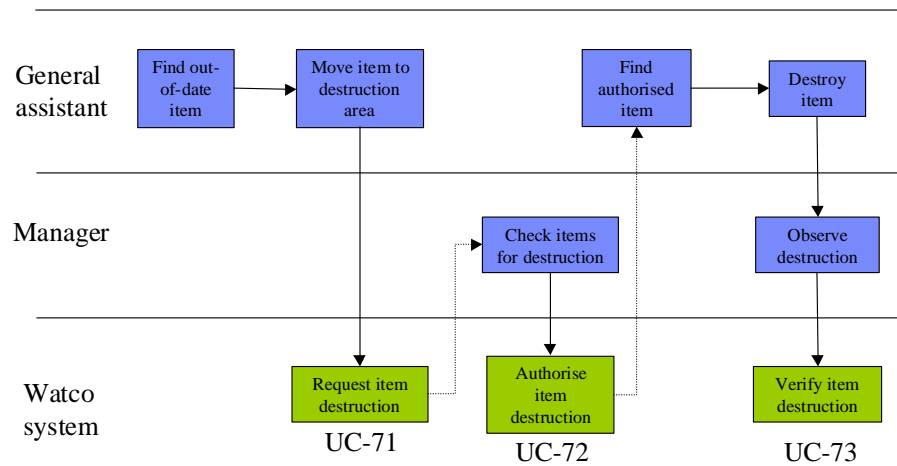 General
assistant
Find out-
of-date
item
Move item to
destruction
area
Find
authorised
item
Destroy
item
Manager
Check items
for destruction
Observe
destruction
Watco
system
Request item
destruction
UC-71
Authorise
item
destruction
UC-72
Verify item
destruction
UC-73